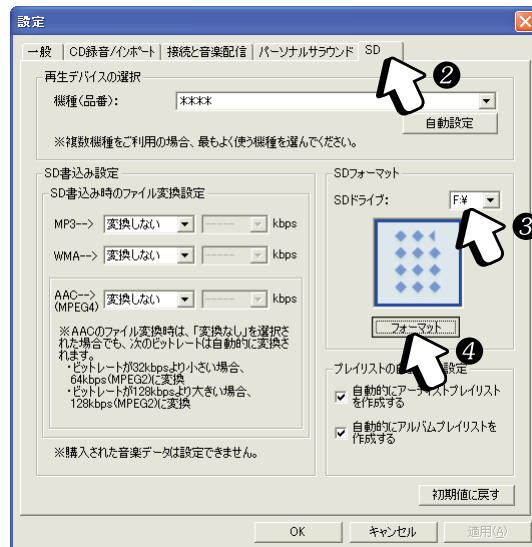 設定
一般
CD録音/インポート
接続と音楽配信
パーソナルサラウンド
SD
❷
再生デバイスの選択
機種(品番):
****
自動設定
※複数機種をご利用の場合、最もよく使う機種を選んでください。
SD書込み設定
SD書込み時のファイル変換設定
MP3-->
変換しない
kbps
WMA-->
変換しない
kbps
AAC-->
(MPEG4)
変換しない
kbps
※AACのファイル変換時は、「変換なし」を選択さ
れた場合でも、次のビットレートは自動的に変換さ
れます。
・ビットレートが32kbpsより小さい場合、
64kbps(MPEG2)に変換
・ビットレートが128kbpsより大きい場合、
128kbps(MPEG2)に変換
※購入された音楽データは設定できません。
SDフォーマット
SDドライブ:
F:¥
❸
フォーマット
❹
プレイリストの自
設定
自動的にアーティストプレイリスト
を作成する
自動的にアルバムプレイリストを
作成する
初期値に戻す
OK
キャンセル
適用(A)